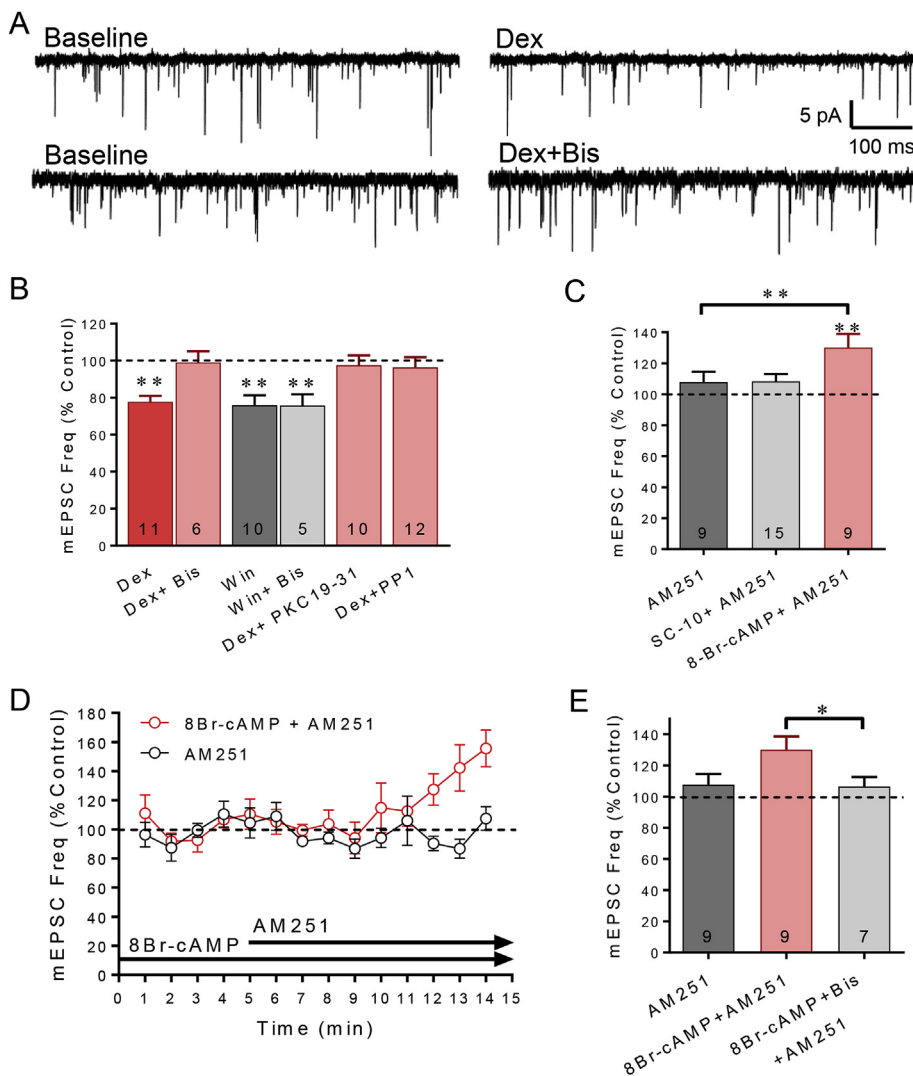 A
Baseline
Dex
5 pA
100 ms
Baseline
Dex+Bis
B
mEPSC Freq (% Control)
120
100
80
60
40
20
0
**
**
**
11
6
10
5
10
12
Dex
Dex+ Bis
Win
Win+ Bis
Dex+ PKC19-31
Dex+PP1
C
mEPSC Freq (% Control)
140
120
100
80
60
40
20
0
**
**
9
15
9
AM251
SC-10+ AM251
8-Br-cAMP+ AM251
D
mEPSC Freq (%Control)
180
160
140
120
100
80
60
40
20
0
8Br-cAMP + AM251
AM251
AM251
8Br-cAMP
0 1 2 3 4 5 6 7 8 9 10 11 12 13 14 15
Time (min)
E
mEPSC Freq (% Control)
140
120
100
80
60
40
20
0
*
9
9
7
AM251
8Br-cAMP+AM251
8Br-cAMP+Bis
+AM251